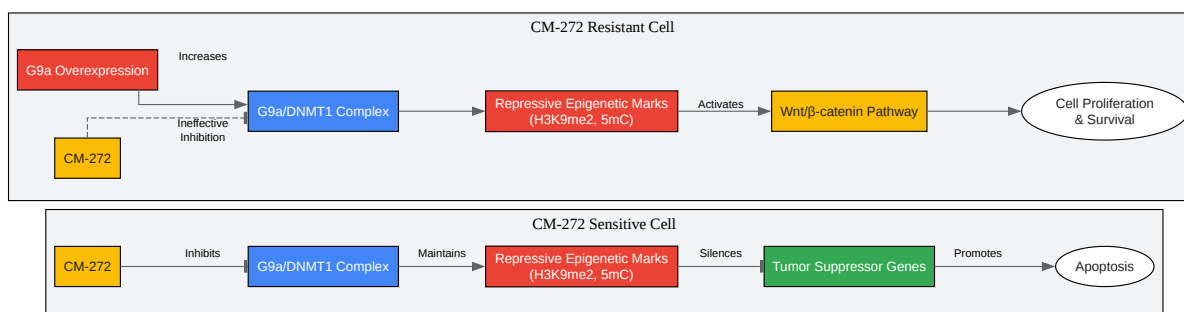 CM-272 Resistant Cell
G9a Overexpression
Increases
G9a/DNMT1 Complex
Repressive Epigenetic Marks
(H3K9me2, 5mC)
Activates
Wnt/β-catenin Pathway
Cell Proliferation
& Survival
Ineffective
Inhibition
CM-272
CM-272 Sensitive Cell
CM-272
Inhibits
G9a/DNMT1 Complex
Maintains
Repressive Epigenetic Marks
(H3K9me2, 5mC)
Silences
Tumor Suppressor Genes
Promotes
Apoptosis